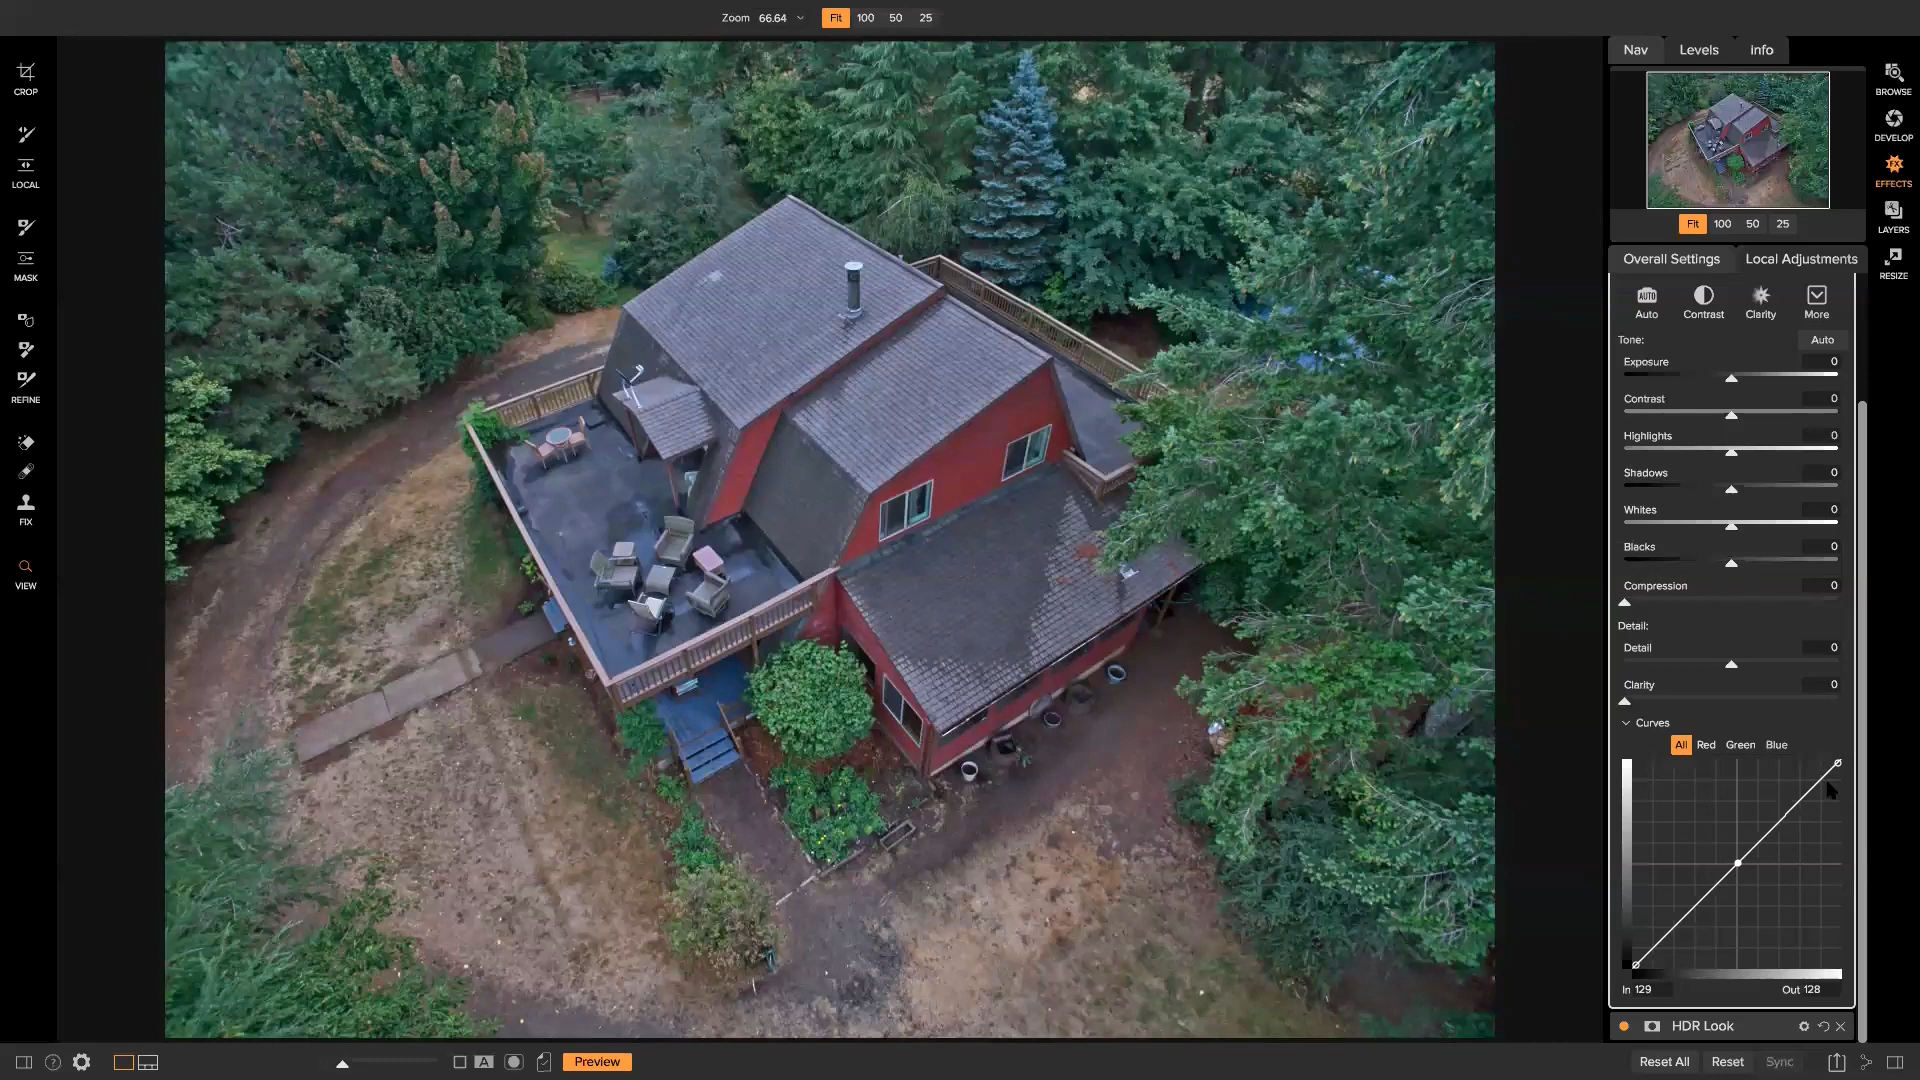 Zoom 66.64 Fit 100 50 25
CROP
LOCAL
MASK
REFINE
FIX
VIEW
Nav Levels Info
Fit 100 50 25
BROWSE
DEVELOP
FX
EFFECTS
LAYERS
RESIZE
Overall Settings Local Adjustments
AUTO
Auto Contrast Clarity More
Tone: Auto
Exposure 0
Contrast 0
Highlights 0
Shadows 0
Whites 0
Blacks 0
Compression 0
Detail:
Detail 0
Clarity 0
Curves
All Red Green Blue
In 129 Out 128
HDR Look
? A Preview
Reset All Reset Sync